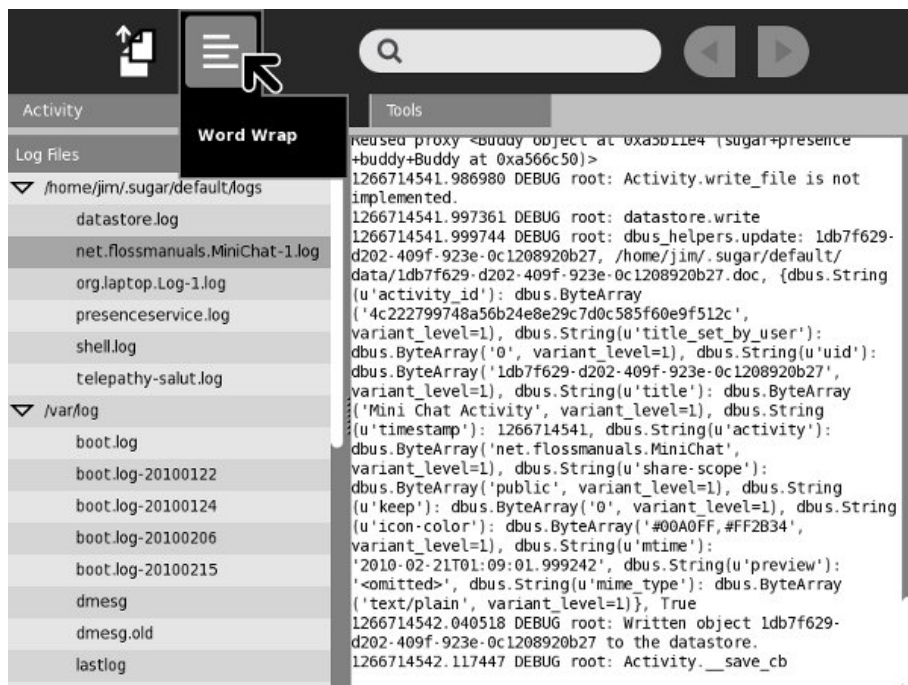 Word Wrap
Activity
Tools
Log Files
/home/jim/.sugar/default/logs
datastore.log
net.flossmanuals.MiniChat-1.log
org.laptop.Log-1.log
presenceservice.log
shell.log
telepathy-salut.log
/var/log
boot.log
boot.log-20100122
boot.log-20100124
boot.log-20100206
boot.log-20100215
dmesg
dmesg.old
lastlog
Reused proxy <Buddy object at 0xa5b11e4 (sugar+presence
+buddy+Buddy at 0xa566c50)>
1266714541.986980 DEBUG root: Activity.write_file is not
implemented.
1266714541.997361 DEBUG root: datastore.write
1266714541.999744 DEBUG root: dbus_helpers.update: 1db7f629-
d202-409f-923e-0c1208920b27, /home/jim/.sugar/default/
data/1db7f629-d202-409f-923e-0c1208920b27.doc, {dbus.String
(u'activity_id'): dbus.ByteArray
('4c222799748a56b24e8e29c7d0c585f60e9f512c',
variant_level=1), dbus.String(u'title_set_by_user'):
dbus.ByteArray('0', variant_level=1), dbus.String(u'uid'):
dbus.ByteArray('1db7f629-d202-409f-923e-0c1208920b27',
variant_level=1), dbus.String(u'title'): dbus.ByteArray
('Mini Chat Activity', variant_level=1), dbus.String
(u'timestamp'): 1266714541, dbus.String(u'activity'):
dbus.ByteArray('net.flossmanuals.MiniChat',
variant_level=1), dbus.String(u'share-scope'):
dbus.ByteArray('public', variant_level=1), dbus.String
(u'keep'): dbus.ByteArray('0', variant_level=1), dbus.String
(u'icon-color'): dbus.ByteArray('#00A0FF,#FF2B34',
variant_level=1), dbus.String(u'mtime'):
'2010-02-21T01:09:01.999242', dbus.String(u'preview'):
'<omitted>', dbus.String(u'mime_type'): dbus.ByteArray
('text/plain', variant_level=1)}, True
1266714542.040518 DEBUG root: Written object 1db7f629-
d202-409f-923e-0c1208920b27 to the datastore.
1266714542.117447 DEBUG root: Activity.__save_cb